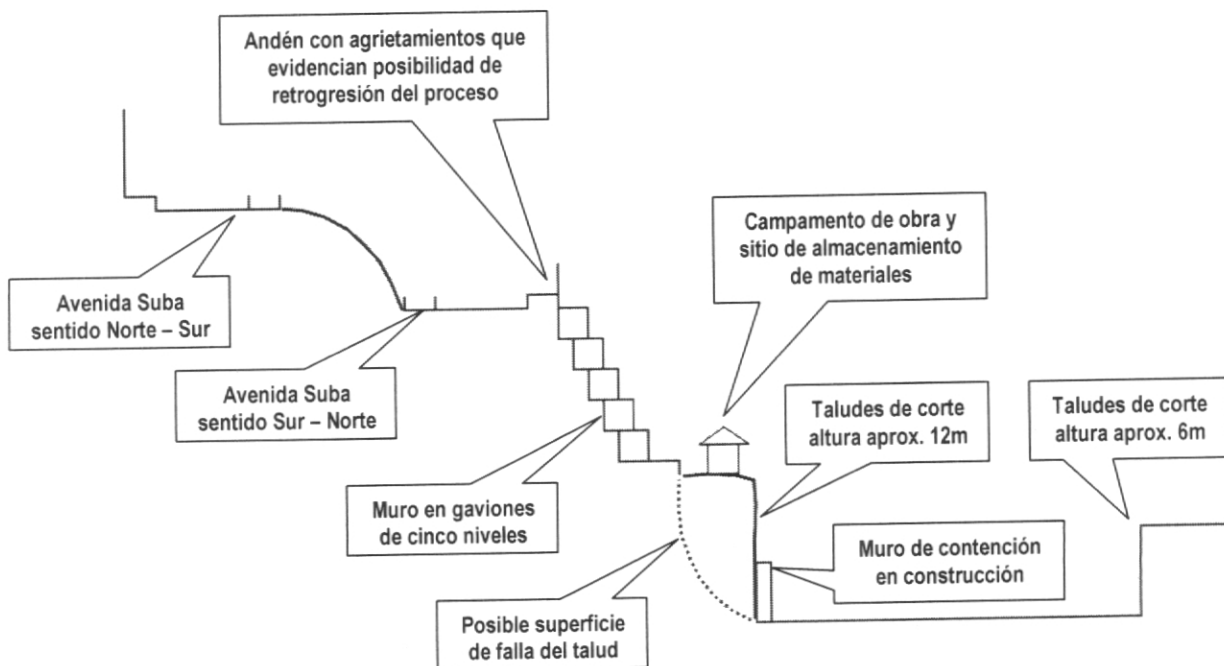 Andén con agrietamientos que
evidencian posibilidad de
retrogresión del proceso
Campamento de obra y
sitio de almacenamiento
de materiales
Avenida Suba
sentido Norte – Sur
Avenida Suba
sentido Sur – Norte
Taludes de corte
altura aprox. 12m
Taludes de corte
altura aprox. 6m
Muro en gaviones
de cinco niveles
Muro de contención
en construcción
Posible superficie
de falla del talud